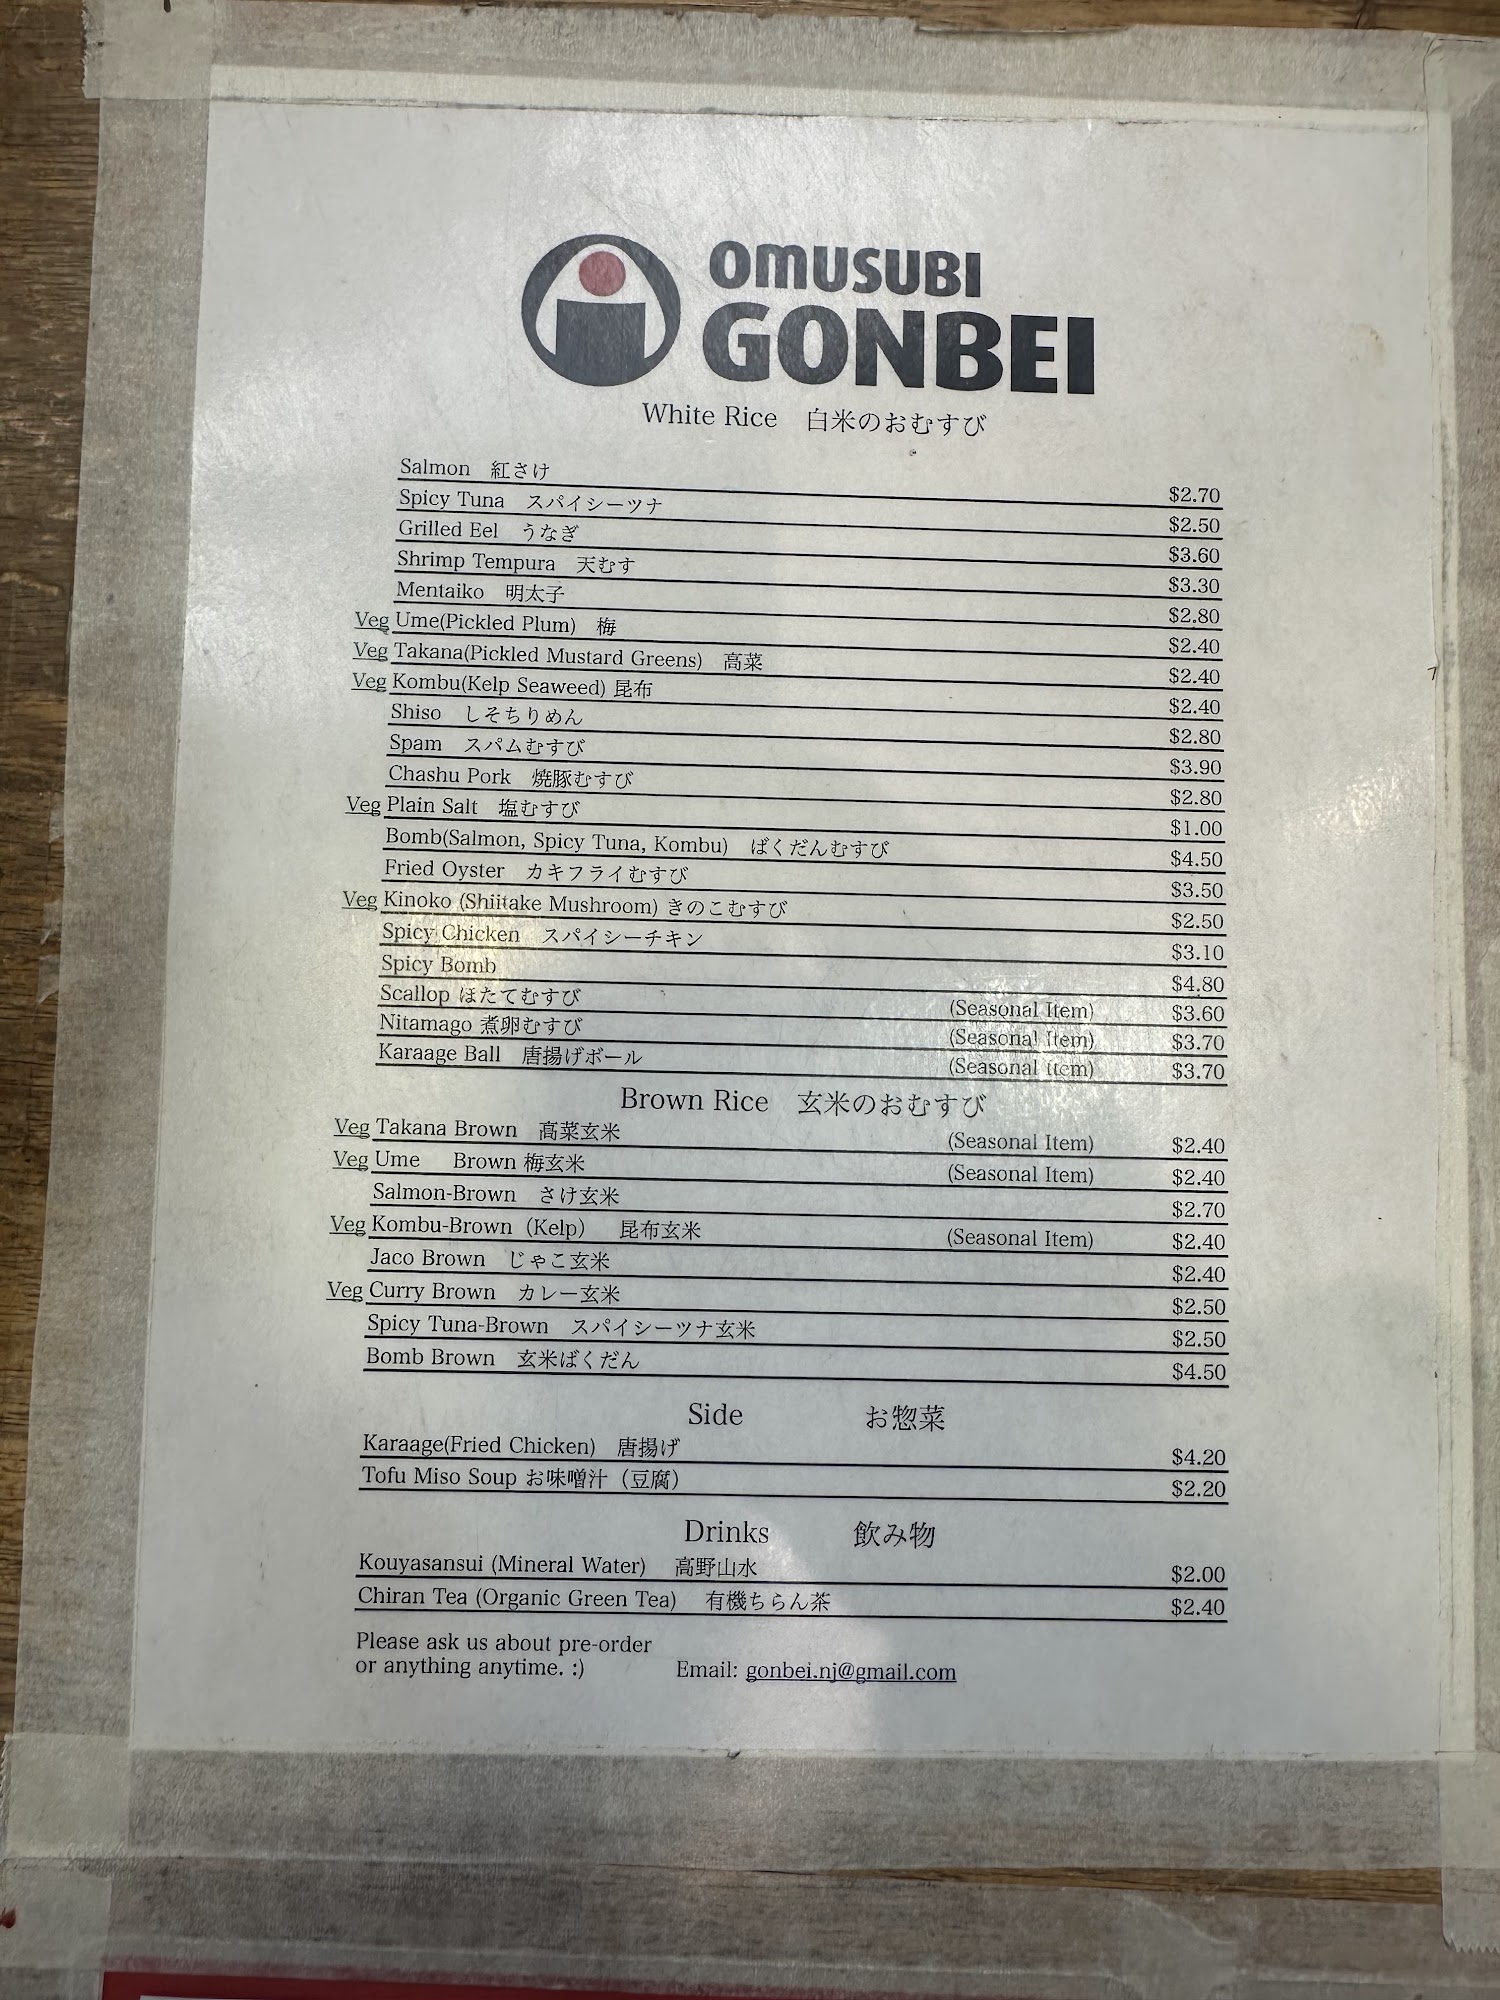 OMUSUBI
GONBEI
White Rice 白米のおむすび
Salmon 紅さけ $2.70
Spicy Tuna スパイシーツナ $2.50
Grilled Eel うなぎ $3.60
Shrimp Tempura 天むす $3.30
Mentaiko 明太子 $2.80
Veg Ume(Pickled Plum) 梅 $2.40
Veg Takana(Pickled Mustard Greens) 高菜 $2.40
Veg Kombu(Kelp Seaweed) 昆布 $2.40
Shiso しそちりめん $2.80
Spam スパムむすび $3.90
Chashu Pork 焼豚むすび $2.80
Veg Plain Salt 塩むすび $1.00
Bomb(Salmon, Spicy Tuna, Kombu) ばくだんむすび $4.50
Fried Oyster カキフライむすび $3.50
Veg Kinoko (Shiitake Mushroom) きのこむすび $2.50
Spicy Chicken スパイシーチキン $3.10
Spicy Bomb $4.80
Scallop ほたてむすび (Seasonal Item) $3.60
Nitamago 煮卵むすび (Seasonal Item) $3.70
Karaage Ball 唐揚げボール (Seasonal Item) $3.70
Brown Rice 玄米のおむすび
Veg Takana Brown 高菜玄米 (Seasonal Item) $2.40
Veg Ume Brown 梅玄米 (Seasonal Item) $2.40
Salmon-Brown さけ玄米 $2.70
Veg Kombu-Brown (Kelp) 昆布玄米 (Seasonal Item) $2.40
Jaco Brown じゃこ玄米 $2.40
Veg Curry Brown カレー玄米 $2.50
Spicy Tuna-Brown スパイシーツナ玄米 $2.50
Bomb Brown 玄米ばくだん $4.50
Side お惣菜
Karaage(Fried Chicken) 唐揚げ $4.20
Tofu Miso Soup お味噌汁（豆腐） $2.20
Drinks 飲み物
Kouyasansui (Mineral Water) 高野山水 $2.00
Chiran Tea (Organic Green Tea) 有機ちらん茶 $2.40
Please ask us about pre-order
or anything anytime. :) Email: gonbei.nj@gmail.com